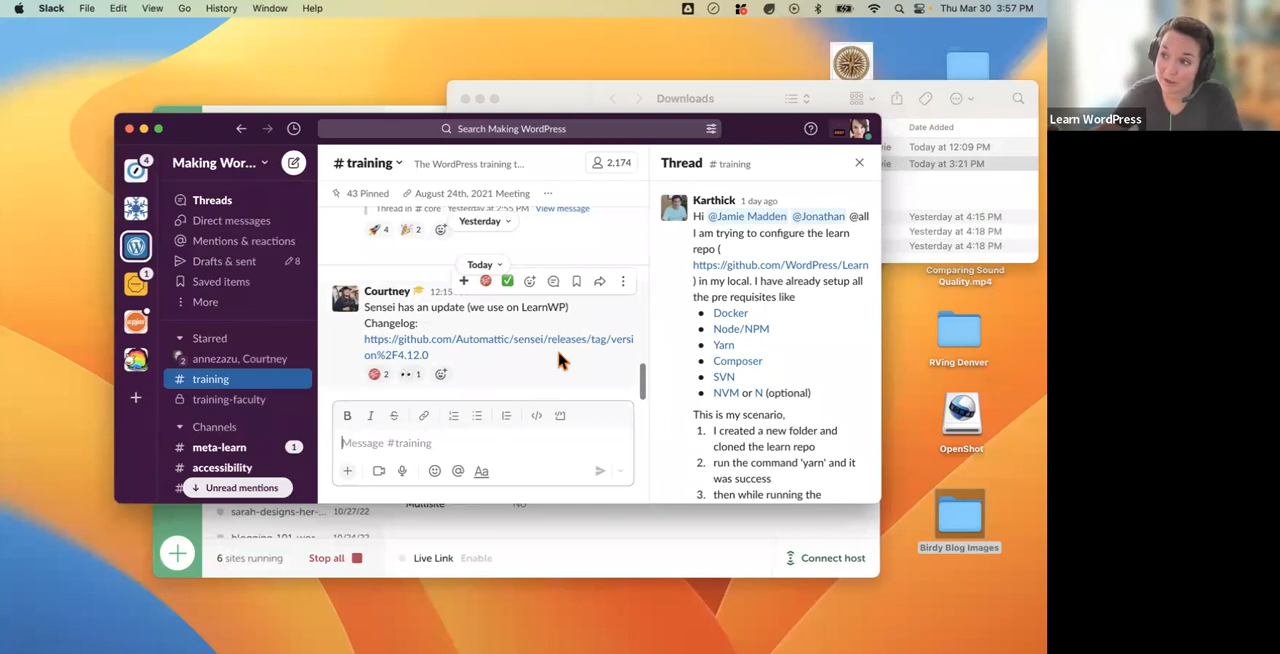 Slack File Edit View Go History Window Help
Thu Mar 30 3:57 PM
Downloads
Date Added
Today at 12:09 PM
Today at 3:21 PM
Yesterday at 4:15 PM
Yesterday at 4:18 PM
Yesterday at 4:18 PM
Learn WordPress
Search Making WordPress
4
1
Making Wor...
Threads
Direct messages
Mentions & reactions
Drafts & sent 8
Saved items
More
Starred
2 annezazu, Courtney
# training
training-faculty
Channels
# meta-learn 1
# accessibility
#
Unread mentions
# training
The WordPress training t...
2,174
43 Pinned August 24th, 2021 Meeting ...
Thread in # core Yesterday at 2:55 PM View message
Yesterday
4 2
Today
Courtney 12:15
Sensei has an update (we use on LearnWP)
Changelog:
https://github.com/Automattic/sensei/releases/tag/versi
on%2F4.12.0
2 1
B I S
Message #training
+ @ Aa
Thread # training
Karthick 1 day ago
Hi @Jamie Madden @Jonathan @all
I am trying to configure the learn
repo (
https://github.com/WordPress/Learn
) in my local. I have already setup all
the pre requisites like
• Docker
• Node/NPM
• Yarn
• Composer
• SVN
• NVM or N (optional)
This is my scenario,
1. I created a new folder and
cloned the learn repo
2. run the command 'yarn' and it
was success
3. then while running the
Comparing Sound
Quality.mp4
RVing Denver
OpenShot
Birdy Blog Images
sarah-designs-her-... 10/27/22
Multisite NO
6 sites running Stop all
Live Link Enable
Connect host